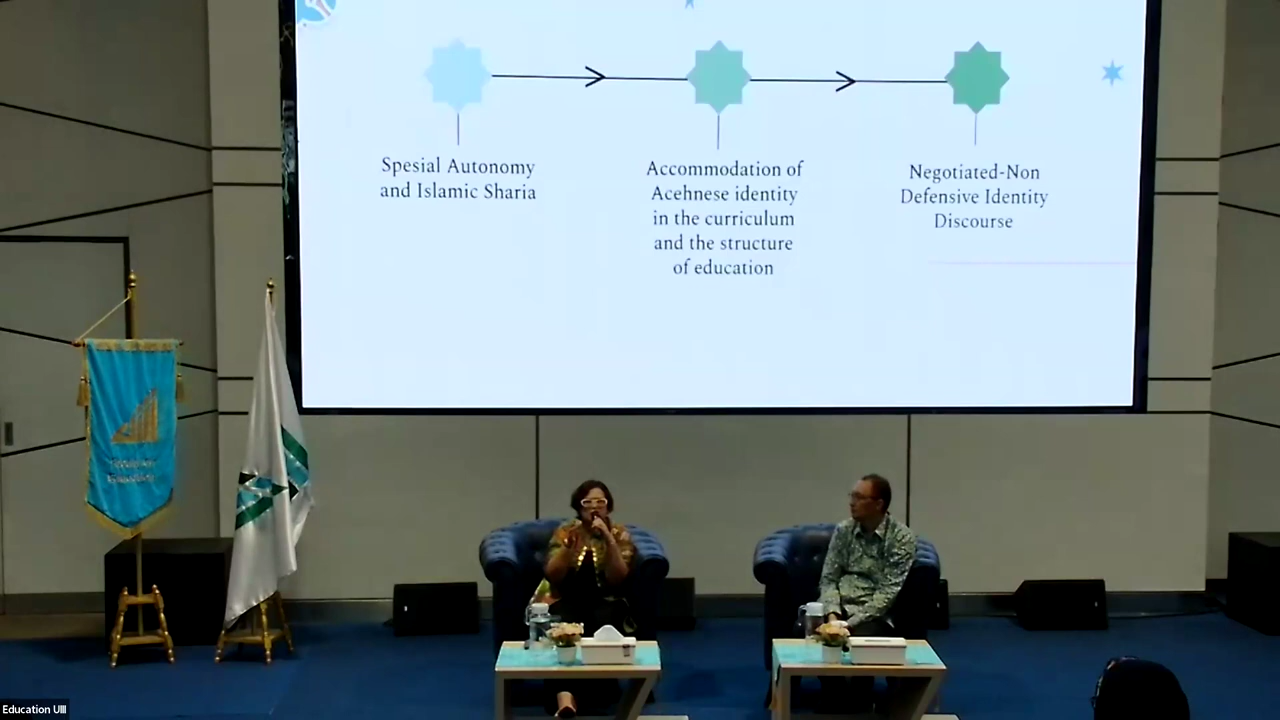 Spesial Autonomy
and Islamic Sharia
Accommodation of
Acehnese identity
in the curriculum
and the structure
of education
Negotiated-Non
Defensive Identity
Discourse
Education UIII